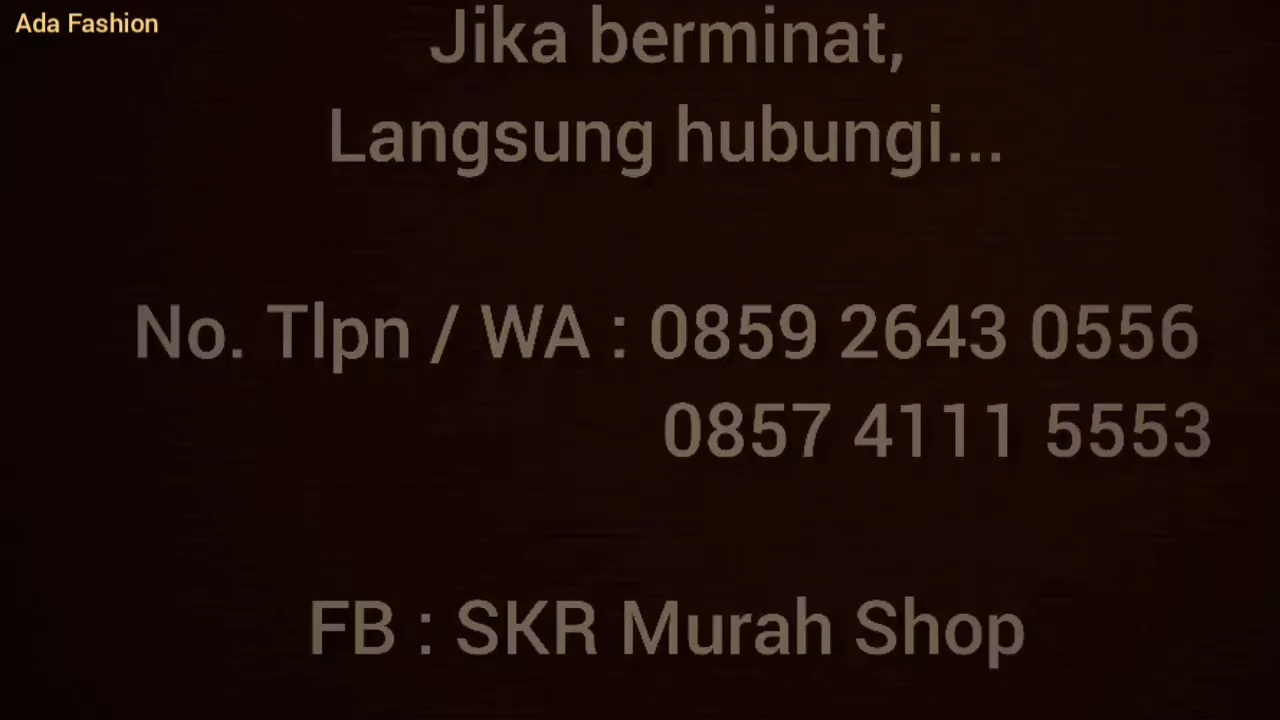 Ada Fashion
Jika berminat,
Langsung hubungi...
No. Tlpn / WA : 0859 2643 0556
0857 4111 5553
FB : SKR Murah Shop